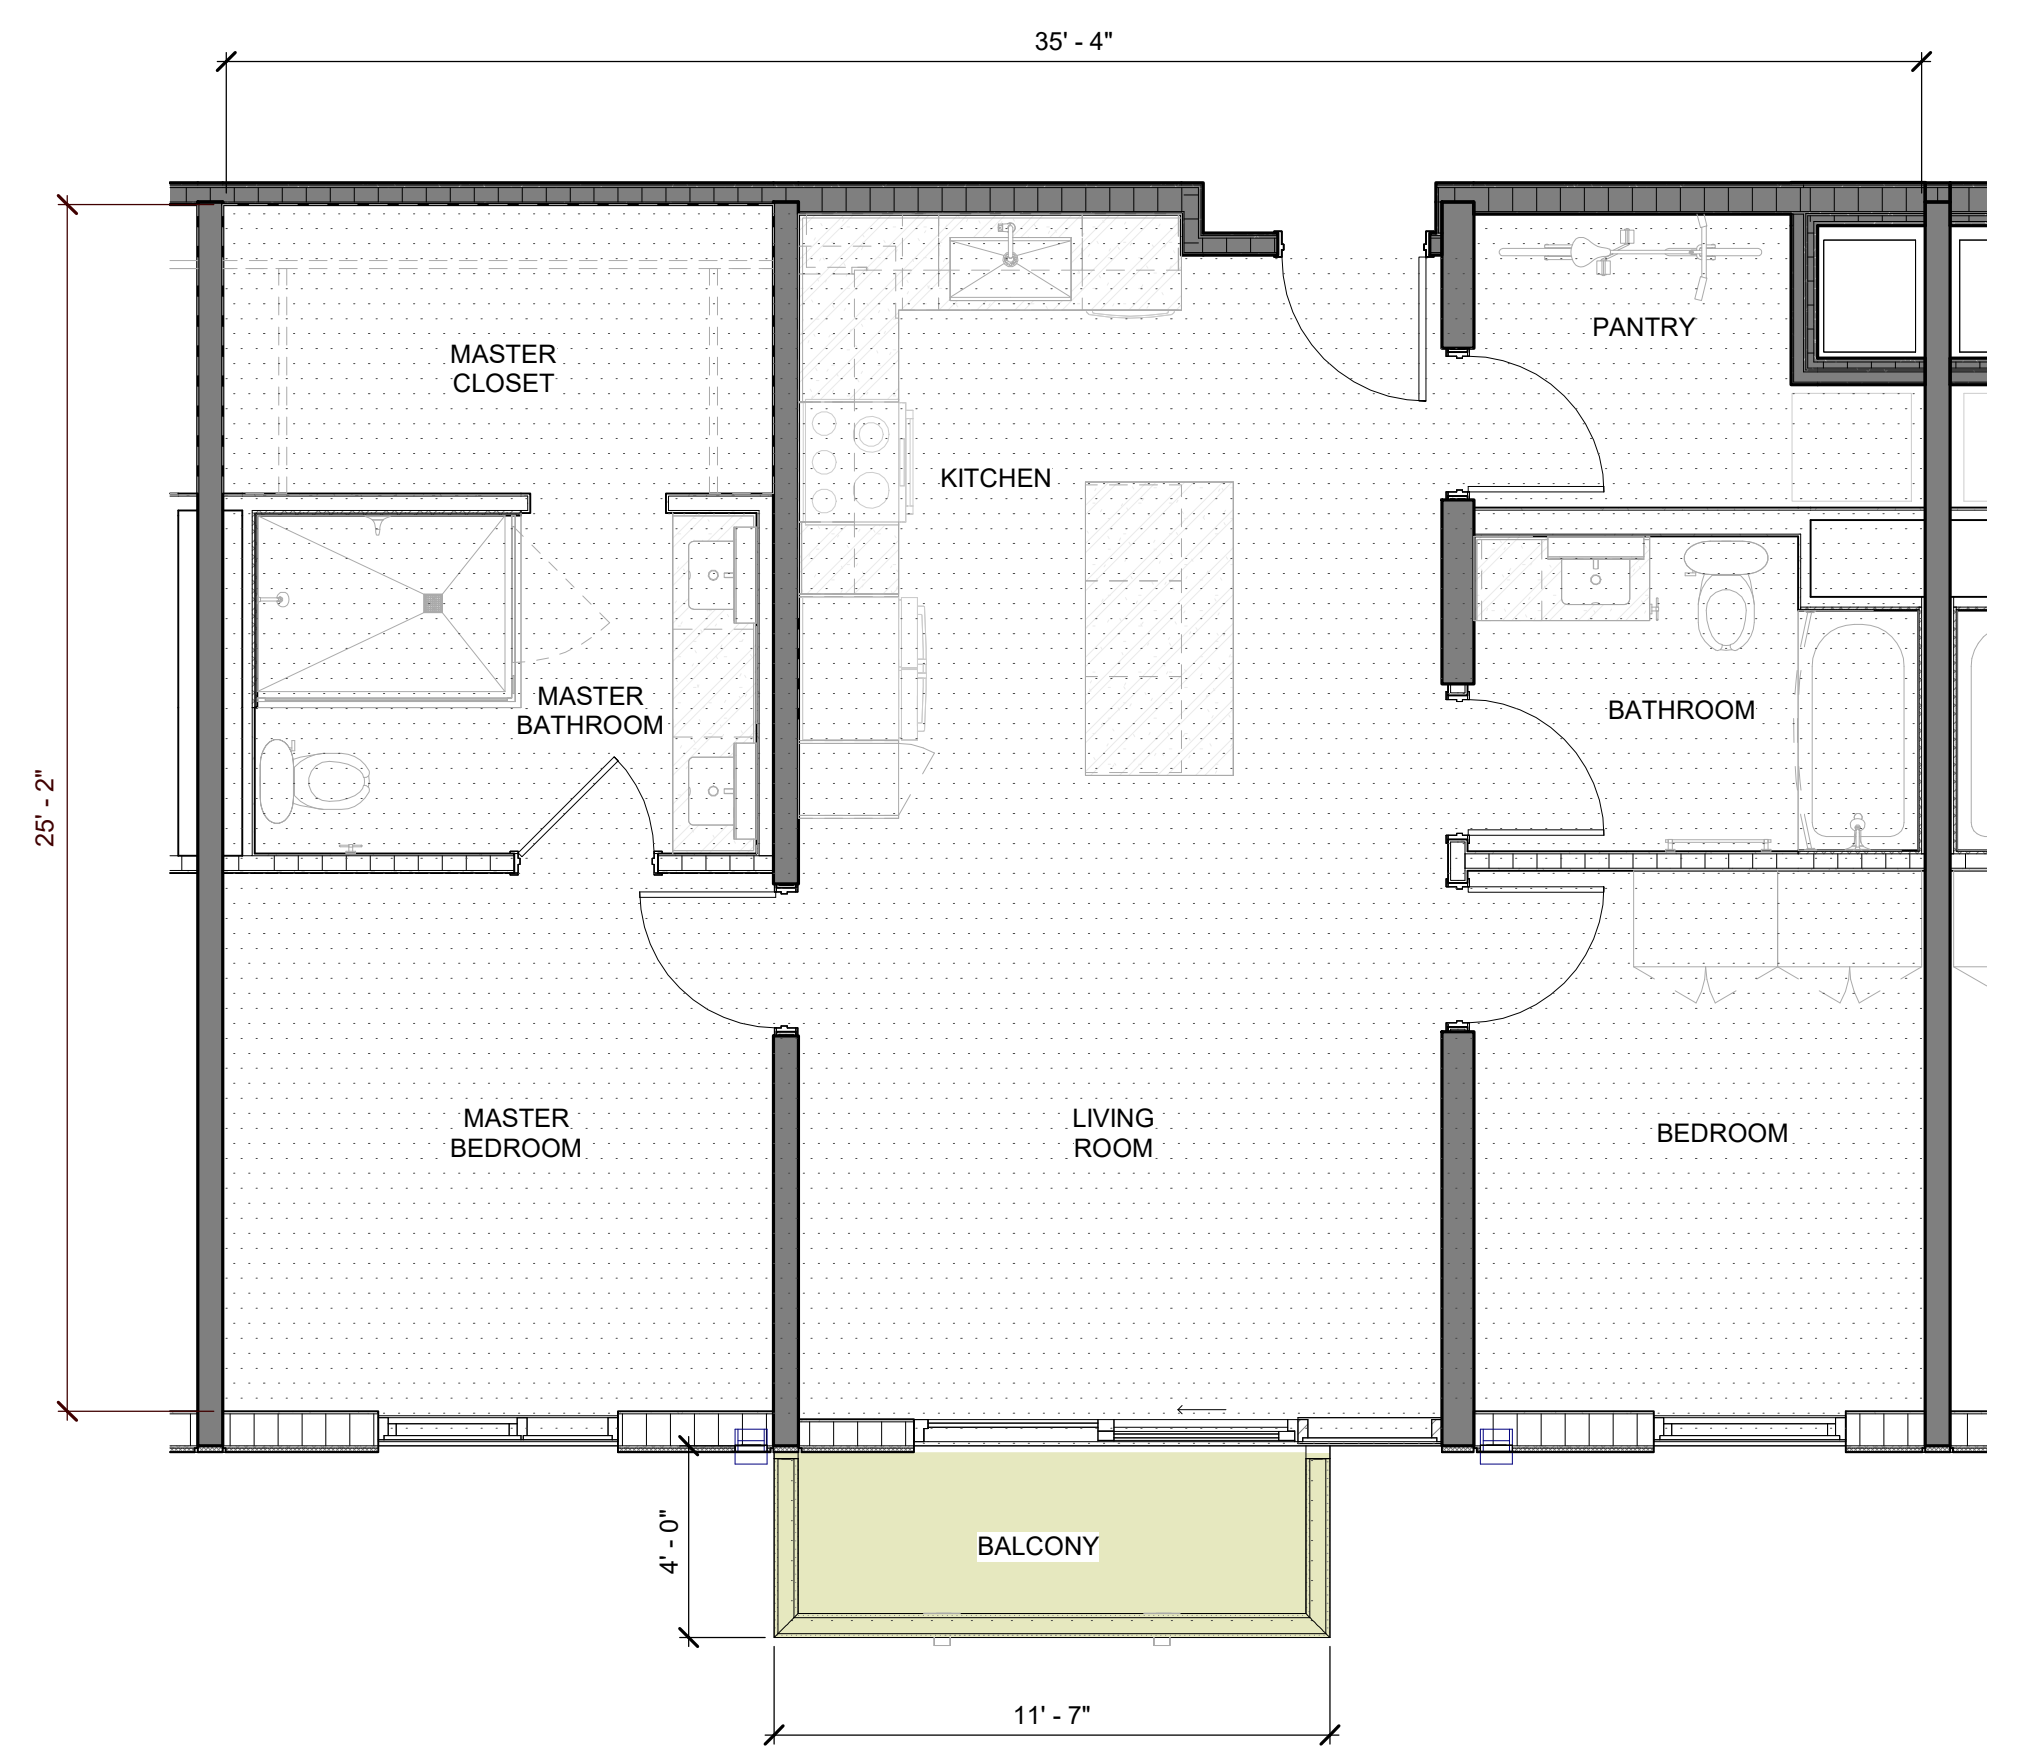 35' - 4"
PANTRY
MASTER
CLOSET
KITCHEN
MASTER
BATHROOM
BATHROOM
25' - 2"
MASTER
BEDROOM
LIVING
ROOM
BEDROOM
4' - 0"
BALCONY
11' - 7"